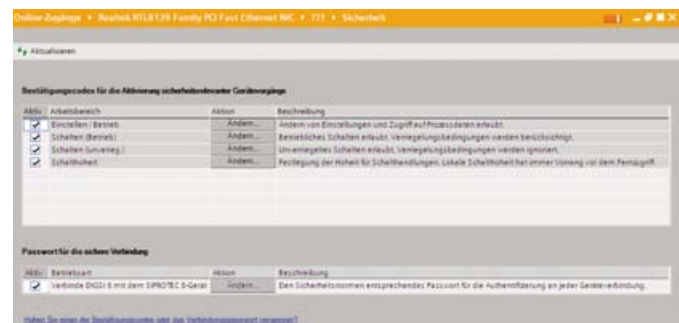 Online-Zugänge ▸ Realtek RTL8139 Family PCI Fast Ethernet NIC ▸ ??? ▸ Sicherheit
Aktualisieren
Bestätigungscodes für die Aktivierung sicherheitsrelevanter Gerätevorgänge
Aktiv Arbeitsbereich Aktion Beschreibung
Einstellen / Betrieb Ändern... Ändern von Einstellungen und Zugriff auf Prozessdaten erlaubt.
Schalten (Betrieb) Ändern... Betriebliches Schalten erlaubt, Verriegelungsbedingungen werden berücksichtigt.
Schalten (unverrieg.) Ändern... Unverriegeltes Schalten erlaubt, Verriegelungsbedingungen werden ignoriert.
Schalthoheit Ändern... Festlegung der Hoheit für Schalthandlungen. Lokale Schalthoheit hat immer Vorrang vor dem Fernzugriff.
Passwort für die sichere Verbindung
Aktiv Betriebsart Aktion Beschreibung
Verbinde DIGSI 5 mit dem SIPROTEC 5-Gerät Ändern... Den Sicherheitsnormen entsprechendes Passwort für die Authentifizierung an jeder Geräteverbindung.
Haben Sie einen der Bestätigungscodes oder das Verbindungspasswort vergessen?